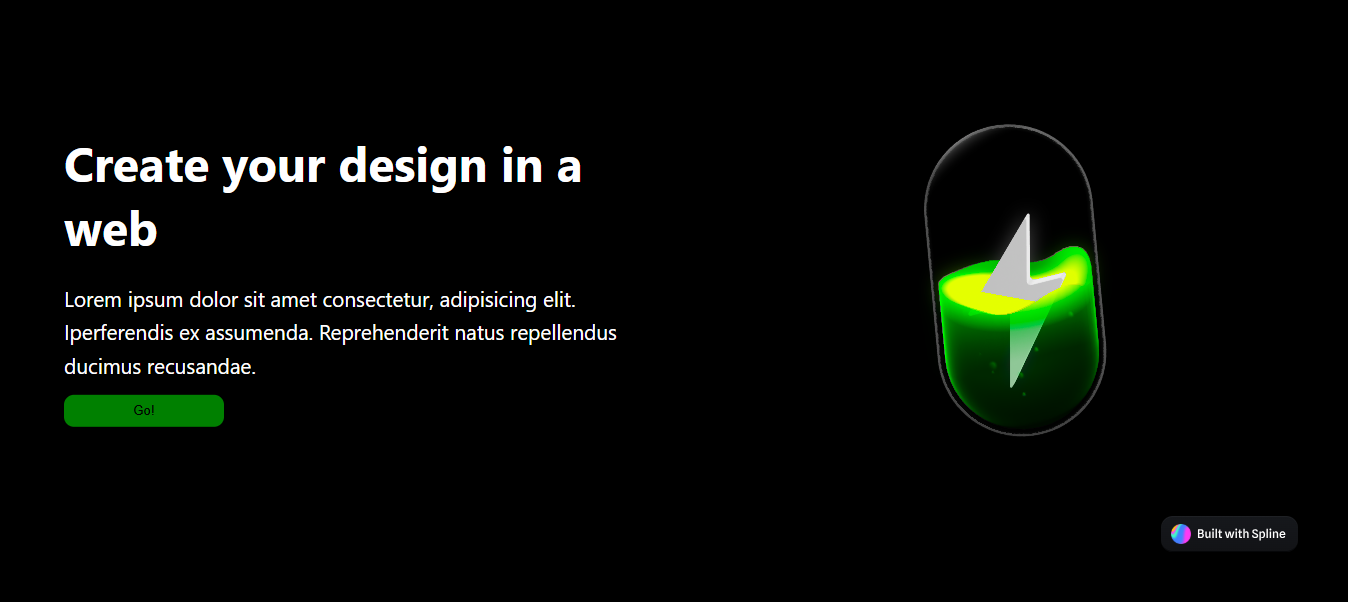 Create your design in a
web
Lorem ipsum dolor sit amet consectetur, adipisicing elit.
Iperferendis ex assumenda. Reprehenderit natus repellendus
ducimus recusandae.
Go!
Built with Spline